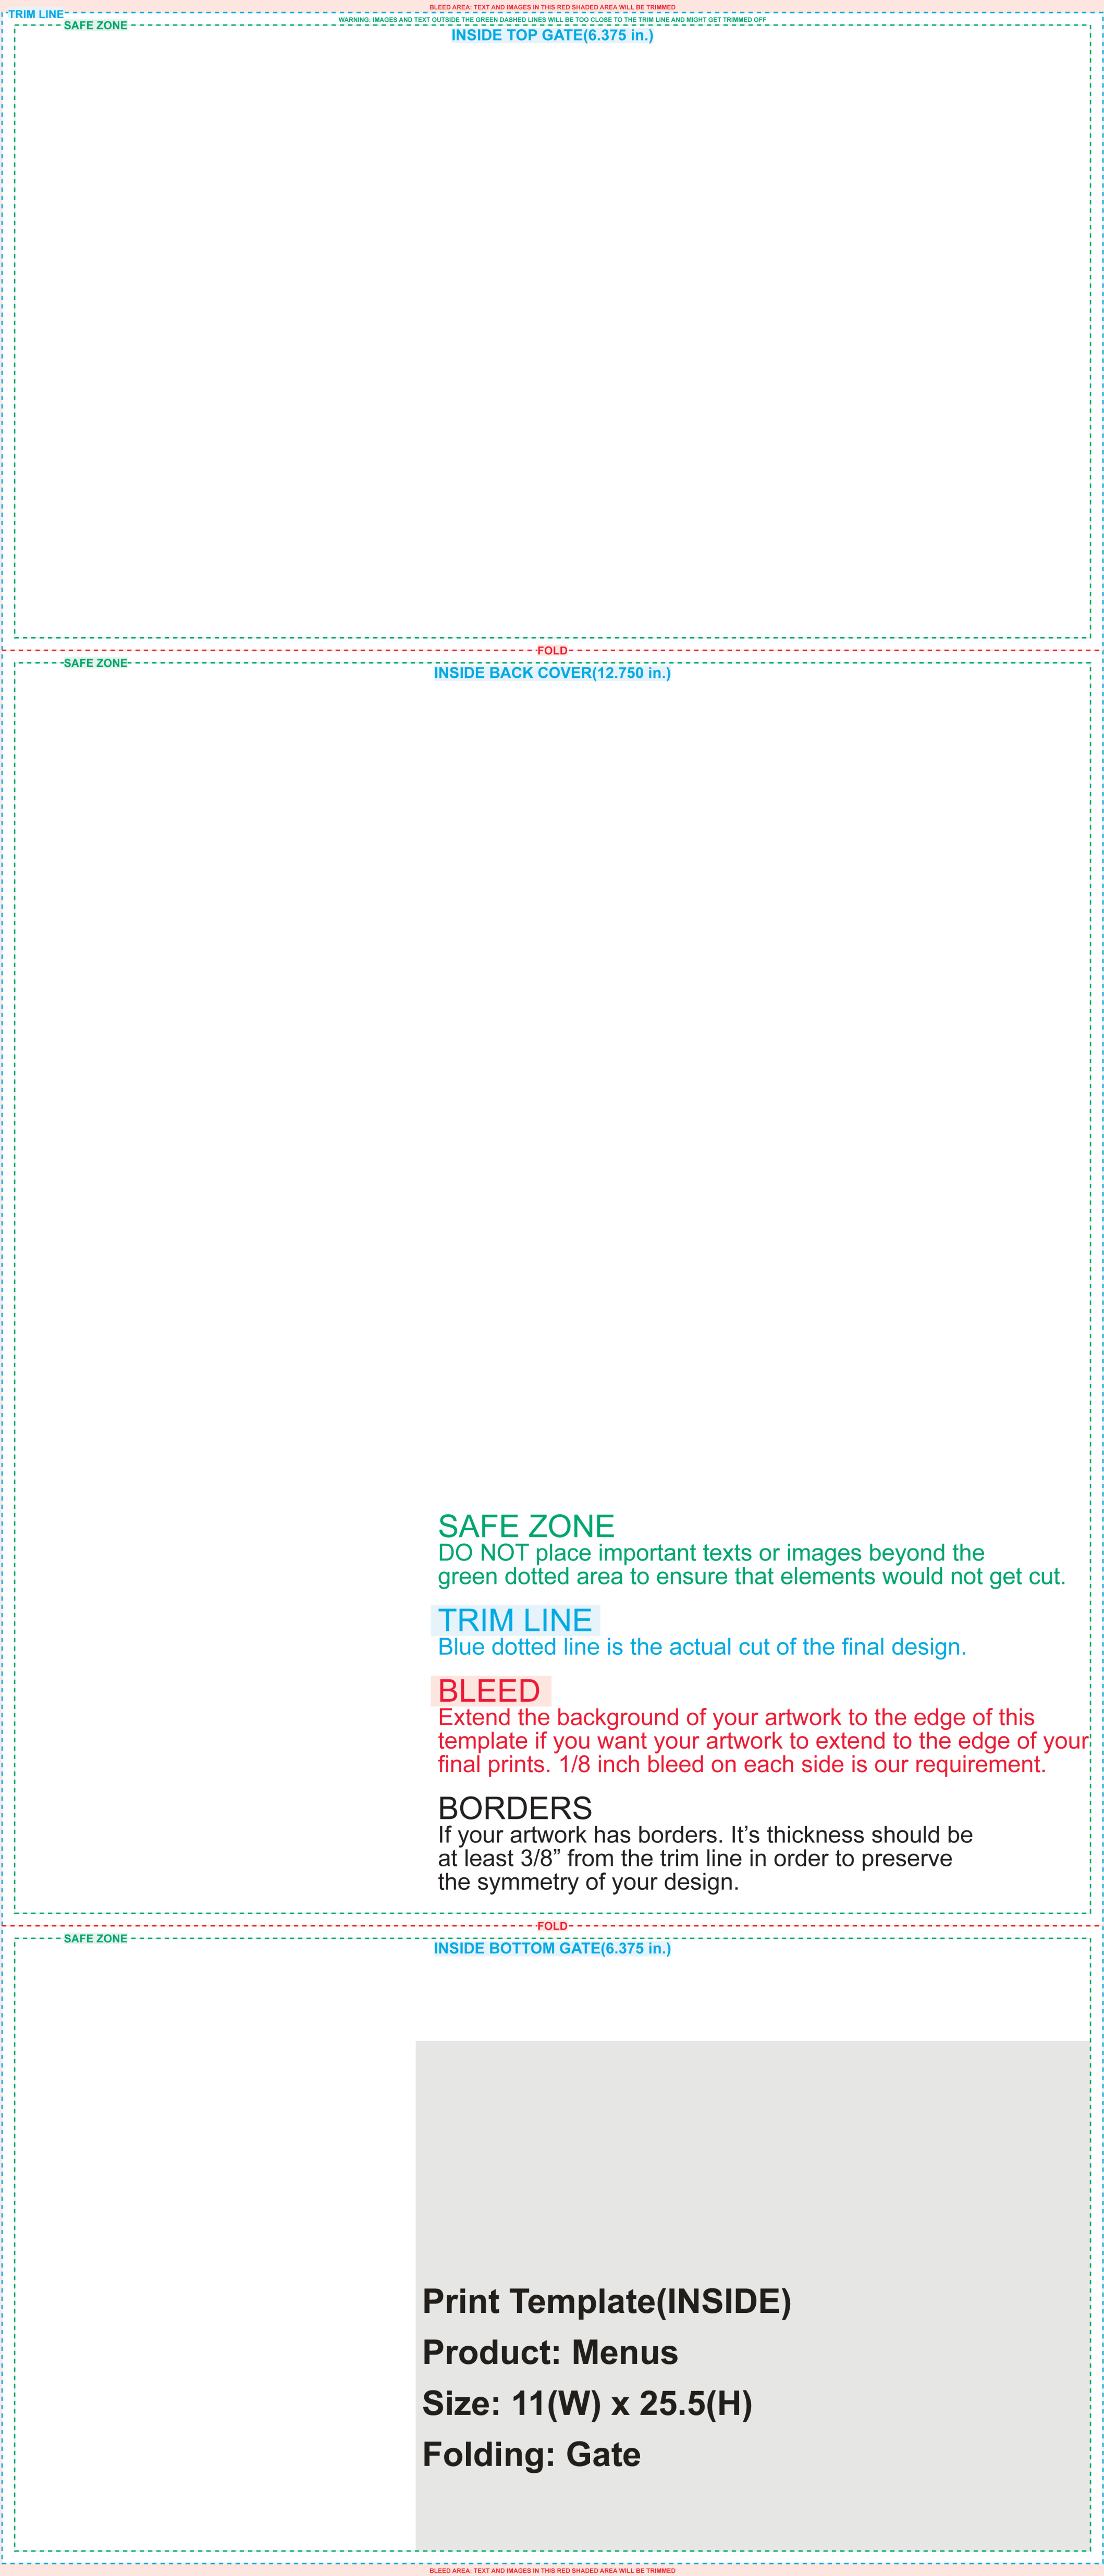 BLEED AREA: TEXT AND IMAGES IN THIS RED SHADED AREA WILL BE TRIMMED
TRIM LINE
WARNING: IMAGES AND TEXT OUTSIDE THE GREEN DASHED LINES WILL BE TOO CLOSE TO THE TRIM LINE AND MIGHT GET TRIMMED OFF
SAFE ZONE
INSIDE TOP GATE(6.375 in.)
FOLD
SAFE ZONE
INSIDE BACK COVER(12.750 in.)
SAFE ZONE
DO NOT place important texts or images beyond the
green dotted area to ensure that elements would not get cut.
TRIM LINE
Blue dotted line is the actual cut of the final design.
BLEED
Extend the background of your artwork to the edge of this
template if you want your artwork to extend to the edge of your
final prints. 1/8 inch bleed on each side is our requirement.
BORDERS
If your artwork has borders. It’s thickness should be
at least 3/8” from the trim line in order to preserve
the symmetry of your design.
FOLD
SAFE ZONE
INSIDE BOTTOM GATE(6.375 in.)
Print Template(INSIDE)
Product: Menus
Size: 11(W) x 25.5(H)
Folding: Gate
BLEED AREA: TEXT AND IMAGES IN THIS RED SHADED AREA WILL BE TRIMMED